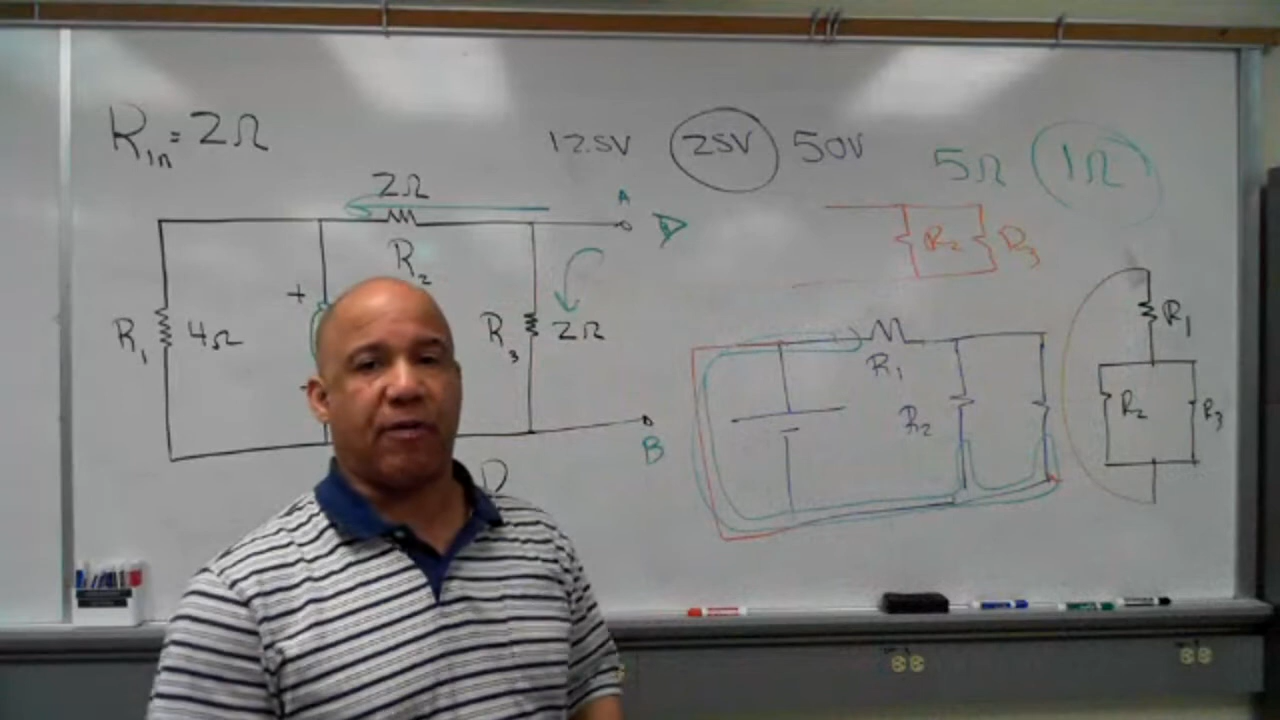 R_in = 2Ω
12.5V 25V 50V 5Ω 1Ω
2Ω
R₂
A
+
R₁ 4Ω
R₃ 2Ω
B
R₂ R₃
R₁
R₂
R₁
R₂ R₃